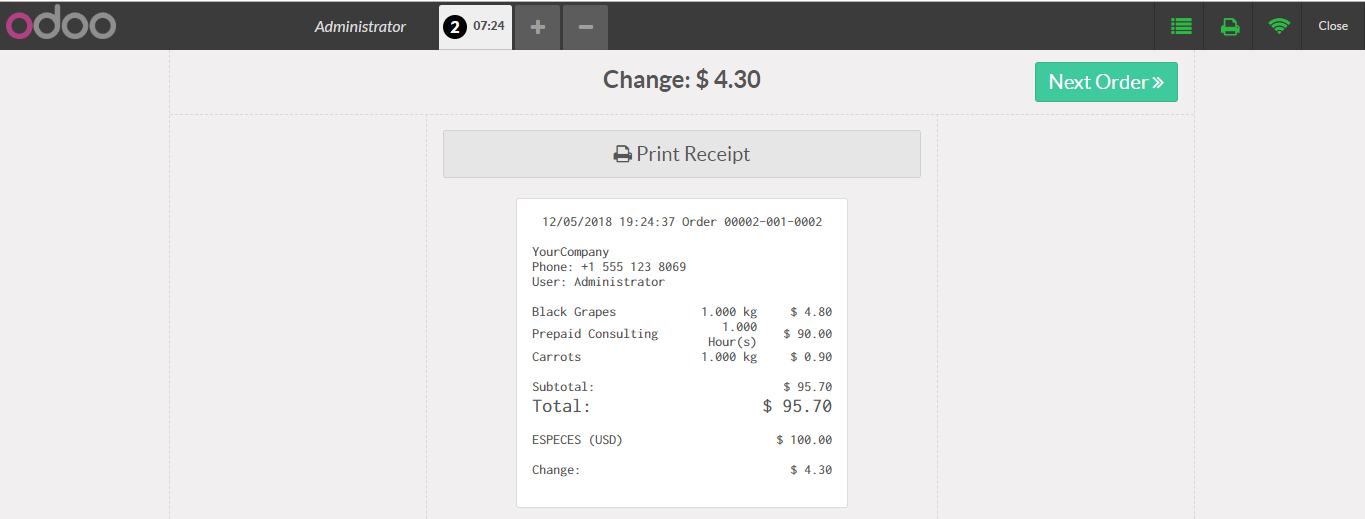 odoo
Administrator
2 07:24 + −
Close
Change: $ 4.30
Next Order »
Print Receipt
12/05/2018 19:24:37 Order 00002-001-0002
YourCompany
Phone: +1 555 123 8069
User: Administrator
Black Grapes 1.000 kg $ 4.80
Prepaid Consulting 1.000 Hour(s) $ 90.00
Carrots 1.000 kg $ 0.90
Subtotal: $ 95.70
Total: $ 95.70
ESPECES (USD) $ 100.00
Change: $ 4.30